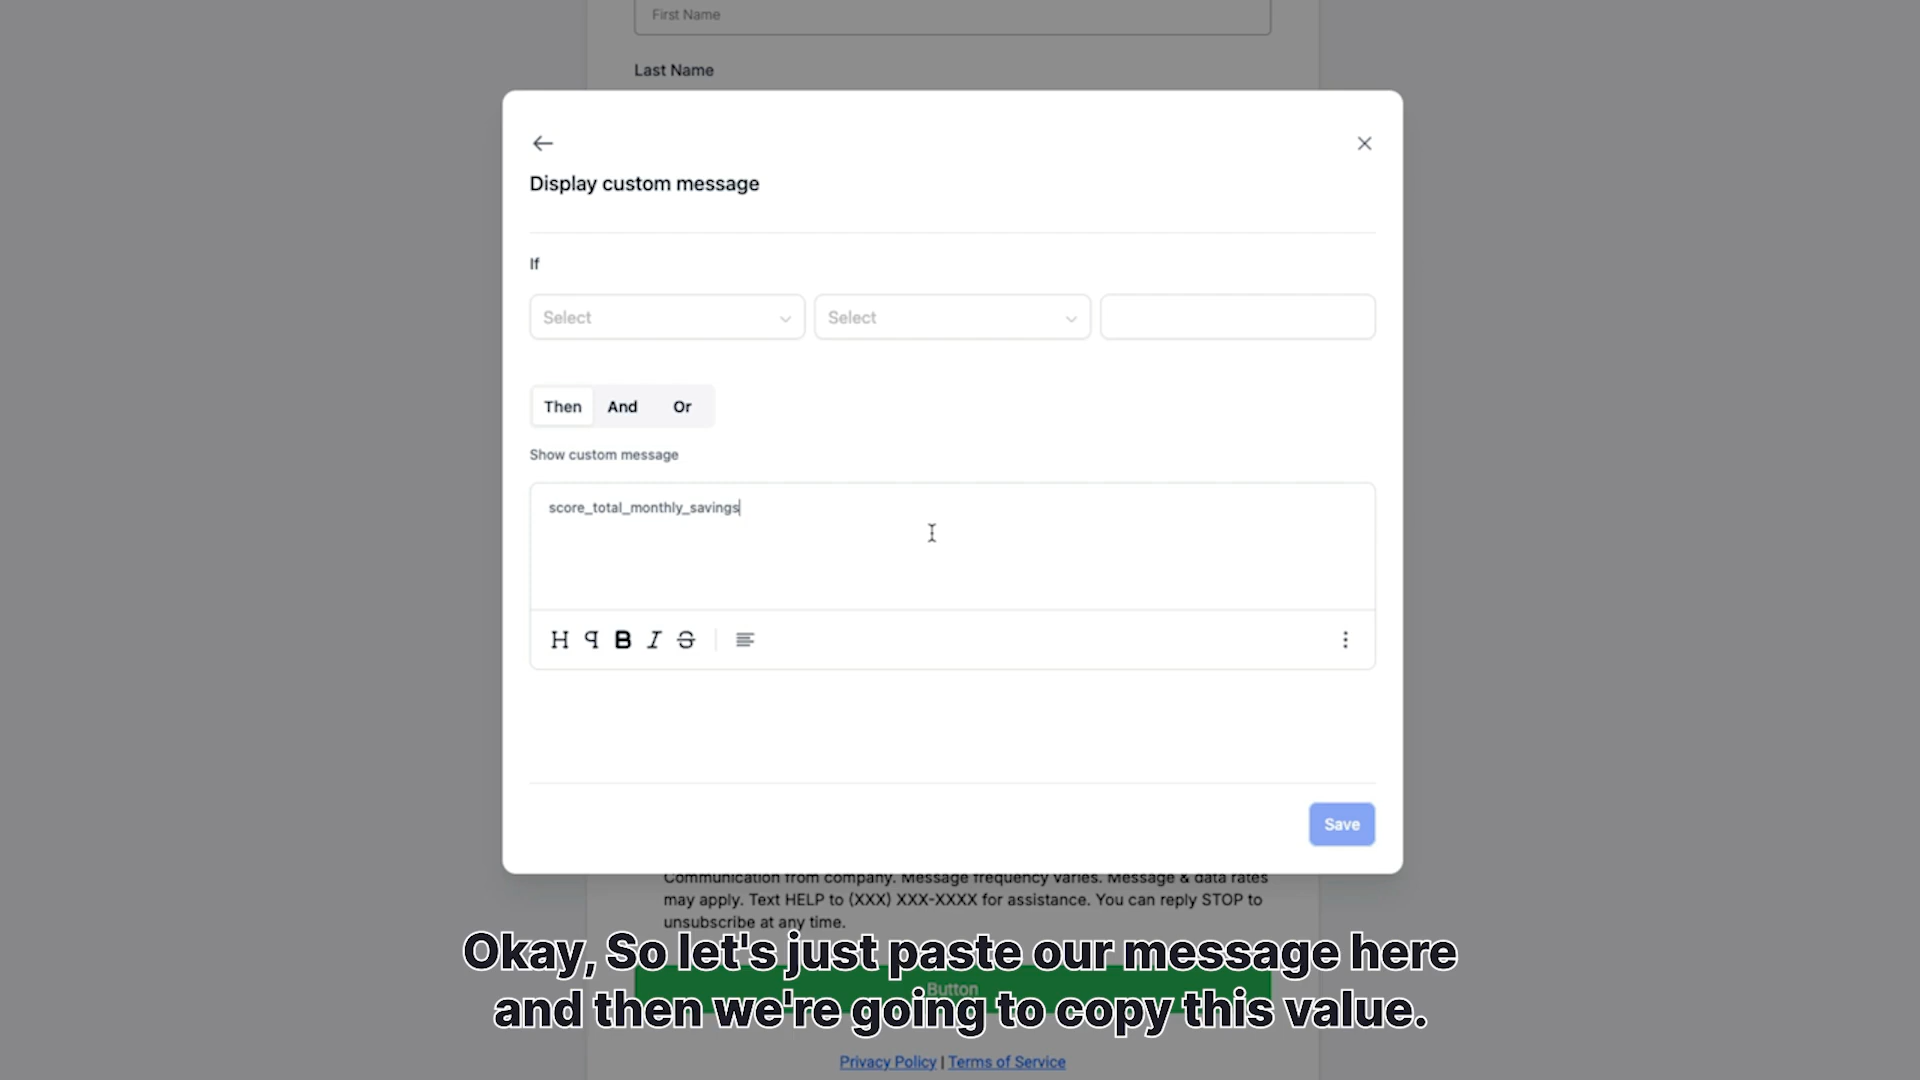 First Name
Last Name
Display custom message
If
Select
Select
Then
And
Or
Show custom message
score_total_monthly_savings
H
B I S
Save
Communication from company. Message frequency varies. Message & data rates
may apply. Text HELP to (XXX) XXX-XXXX for assistance. You can reply STOP to
unsubscribe at any time.
Button
Okay, So let's just paste our message here
and then we're going to copy this value.
Privacy Policy | Terms of Service